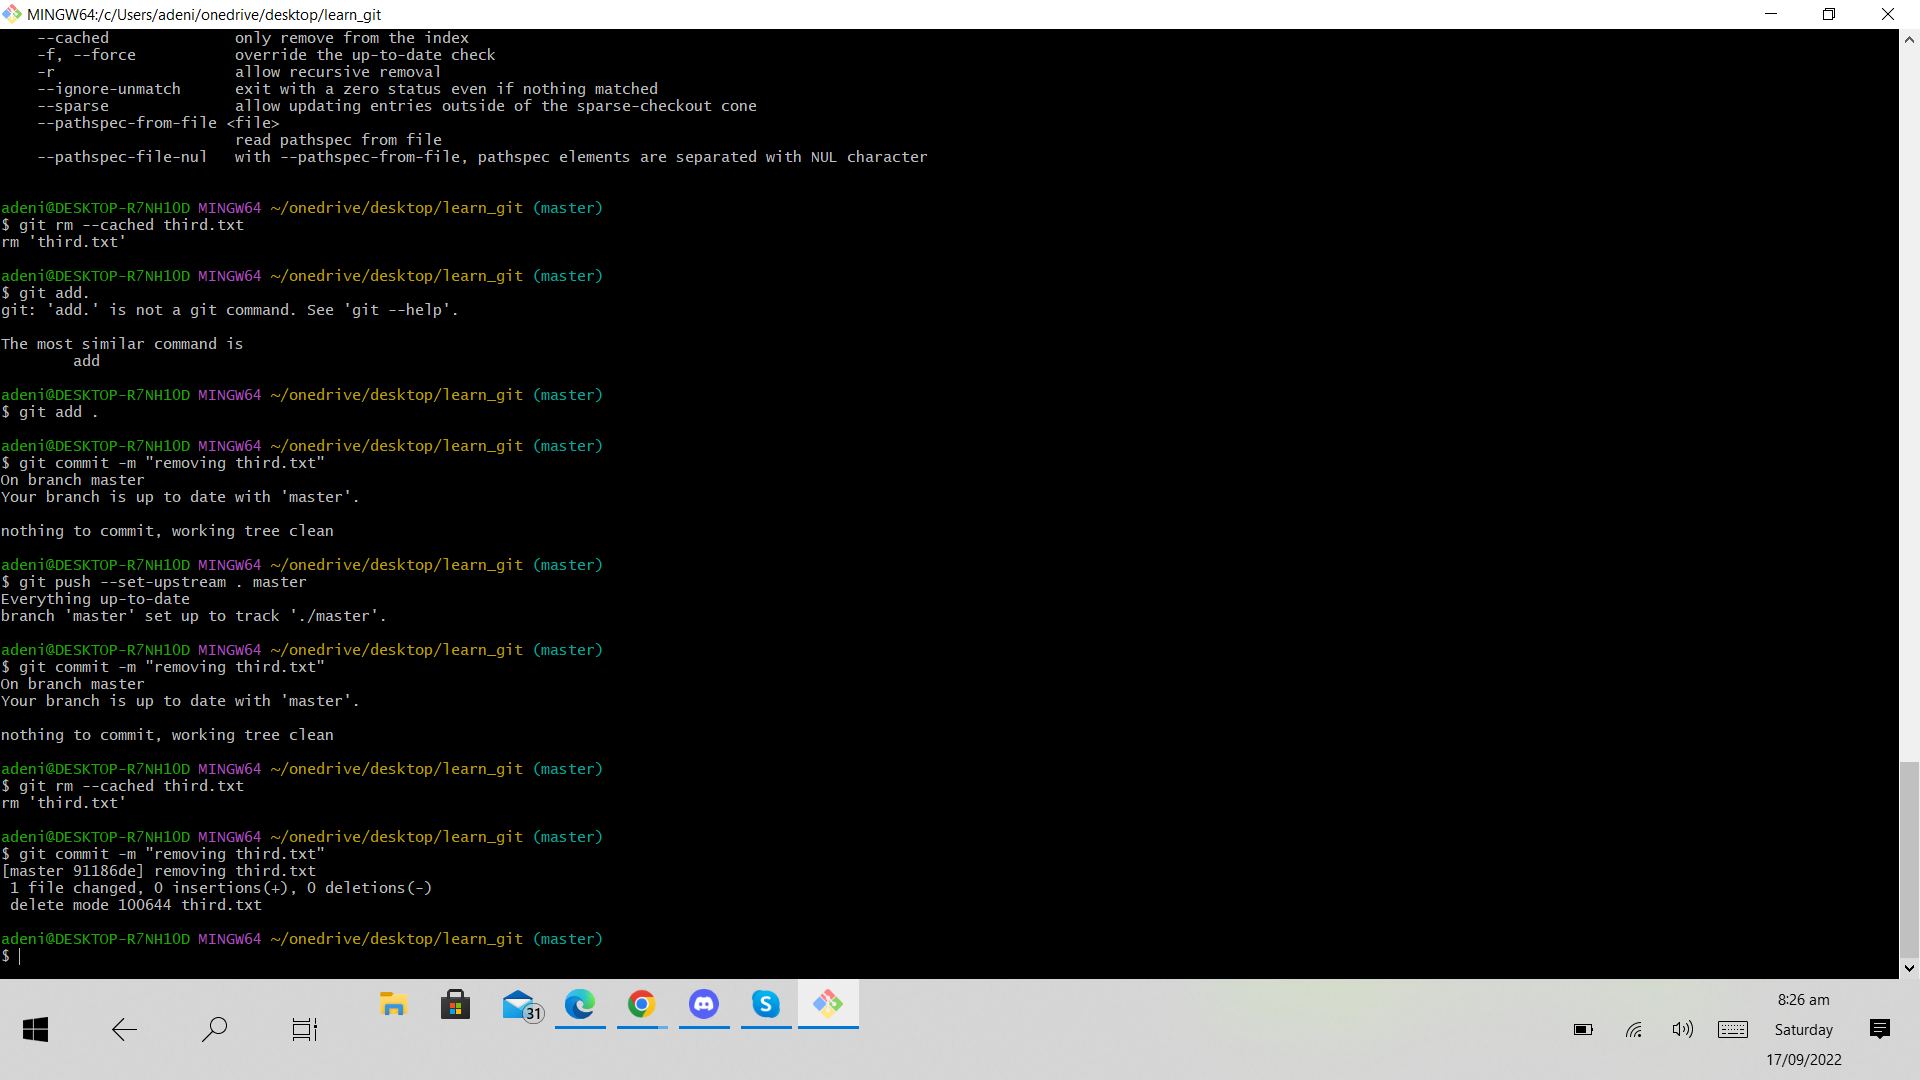 MINGW64:/c/Users/adeni/onedrive/desktop/learn_git
--cached only remove from the index
-f, --force override the up-to-date check
-r allow recursive removal
--ignore-unmatch exit with a zero status even if nothing matched
--sparse allow updating entries outside of the sparse-checkout cone
--pathspec-from-file <file>
read pathspec from file
--pathspec-file-nul with --pathspec-from-file, pathspec elements are separated with NUL character
adeni@DESKTOP-R7NH1OD MINGW64 ~/onedrive/desktop/learn_git (master)
$ git rm --cached third.txt
rm 'third.txt'
adeni@DESKTOP-R7NH1OD MINGW64 ~/onedrive/desktop/learn_git (master)
$ git add.
git: 'add.' is not a git command. See 'git --help'.
The most similar command is
add
adeni@DESKTOP-R7NH1OD MINGW64 ~/onedrive/desktop/learn_git (master)
$ git add .
adeni@DESKTOP-R7NH1OD MINGW64 ~/onedrive/desktop/learn_git (master)
$ git commit -m "removing third.txt"
On branch master
Your branch is up to date with 'master'.
nothing to commit, working tree clean
adeni@DESKTOP-R7NH1OD MINGW64 ~/onedrive/desktop/learn_git (master)
$ git push --set-upstream . master
Everything up-to-date
branch 'master' set up to track './master'.
adeni@DESKTOP-R7NH1OD MINGW64 ~/onedrive/desktop/learn_git (master)
$ git commit -m "removing third.txt"
On branch master
Your branch is up to date with 'master'.
nothing to commit, working tree clean
adeni@DESKTOP-R7NH1OD MINGW64 ~/onedrive/desktop/learn_git (master)
$ git rm --cached third.txt
rm 'third.txt'
adeni@DESKTOP-R7NH1OD MINGW64 ~/onedrive/desktop/learn_git (master)
$ git commit -m "removing third.txt"
[master 91186de] removing third.txt
1 file changed, 0 insertions(+), 0 deletions(-)
delete mode 100644 third.txt
adeni@DESKTOP-R7NH1OD MINGW64 ~/onedrive/desktop/learn_git (master)
$
31
S
8:26 am
Saturday
17/09/2022